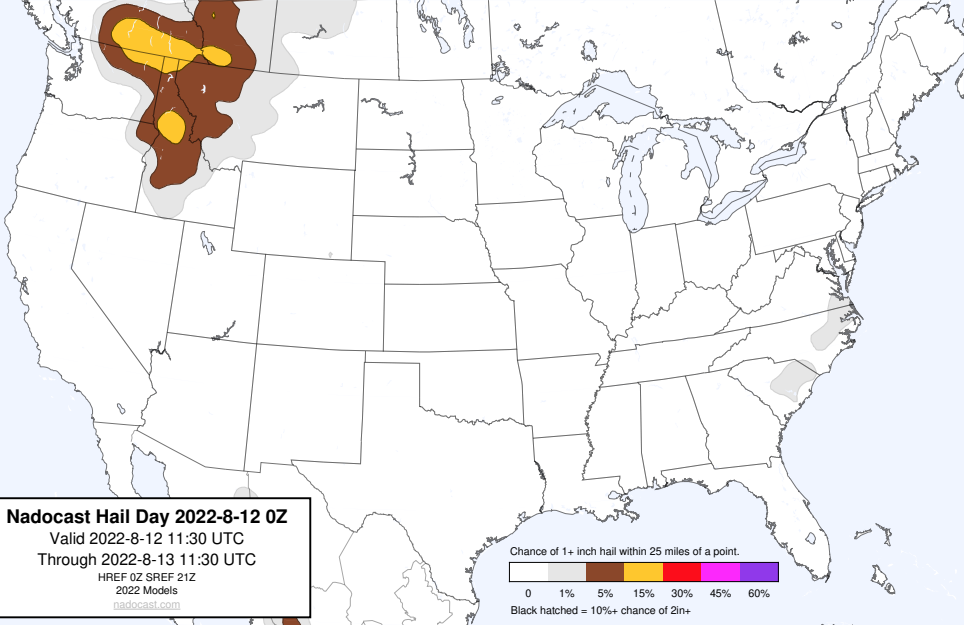 Nadocast Hail Day 2022-8-12 0Z
Valid 2022-8-12 11:30 UTC
Through 2022-8-13 11:30 UTC
HREF 0Z SREF 21Z
2022 Models
nadocast.com
Chance of 1+ inch hail within 25 miles of a point.
0 1% 5% 15% 30% 45% 60%
Black hatched = 10%+ chance of 2in+